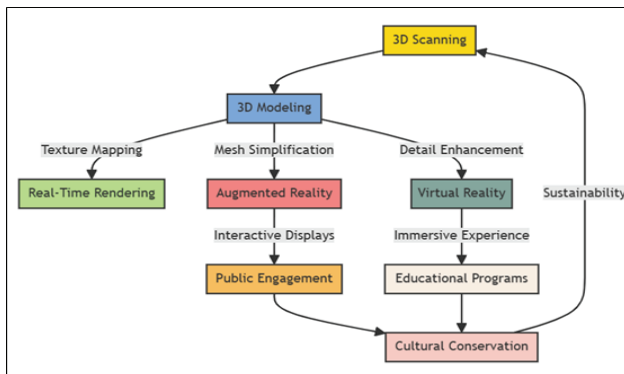 3D Scanning
3D Modeling
Texture Mapping
Mesh Simplification
Detail Enhancement
Real-Time Rendering
Augmented Reality
Virtual Reality
Sustainability
Interactive Displays
Immersive Experience
Public Engagement
Educational Programs
Cultural Conservation